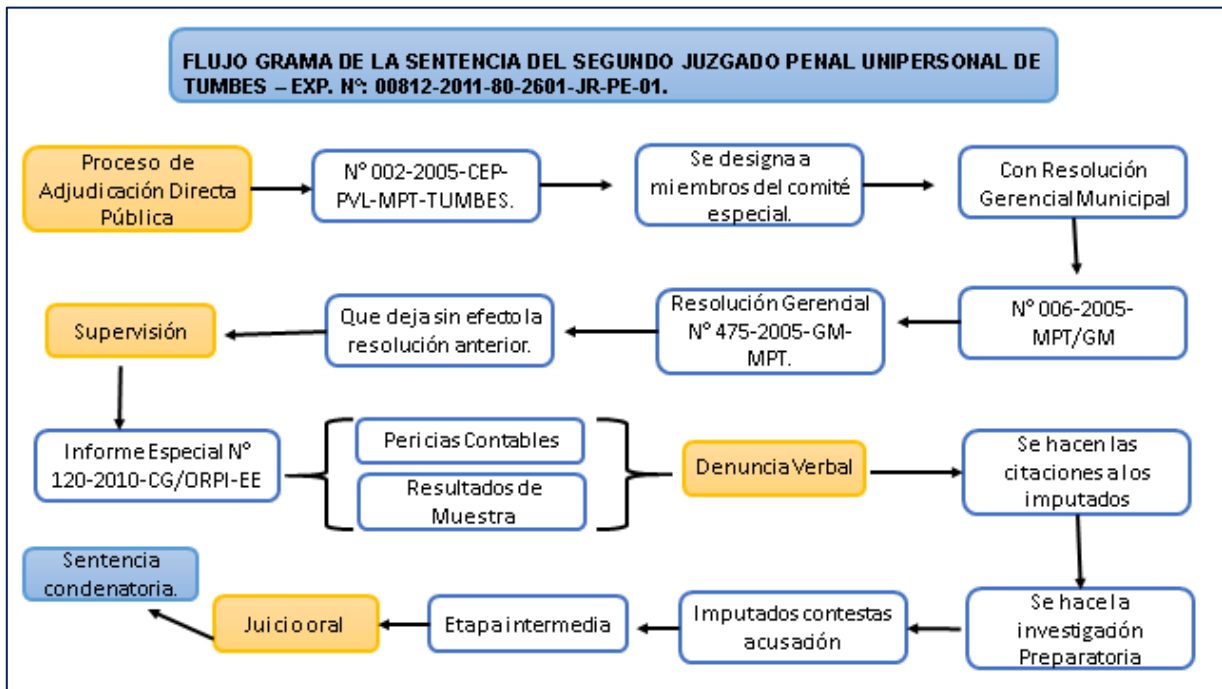 FLUJO GRAMA DE LA SENTENCIA DEL SEGUNDO JUZGADO PENAL UNIPERSONAL DE
TUMBES – EXP. N°: 00812-2011-80-2601-JR-PE-01.
Proceso de
Adjudicación Directa
Pública
N° 002-2005-CEP-
PVL-MPT-TUMBES.
Se designa a
miembros del comité
especial.
Con Resolución
Gerencial Municipal
N° 006-2005-
MPT/GM
Resolución Gerencial
N° 475-2005-GM-
MPT.
Que deja sin efecto la
resolución anterior.
Supervisión
Informe Especial N°
120-2010-CG/ORPI-EE
Pericias Contables
Resultados de
Muestra
Denuncia Verbal
Se hacen las
citaciones a los
imputados
Se hace la
investigación
Preparatoria
Imputados contestas
acusación
Etapa intermedia
Juicio oral
Sentencia
condenatoria.